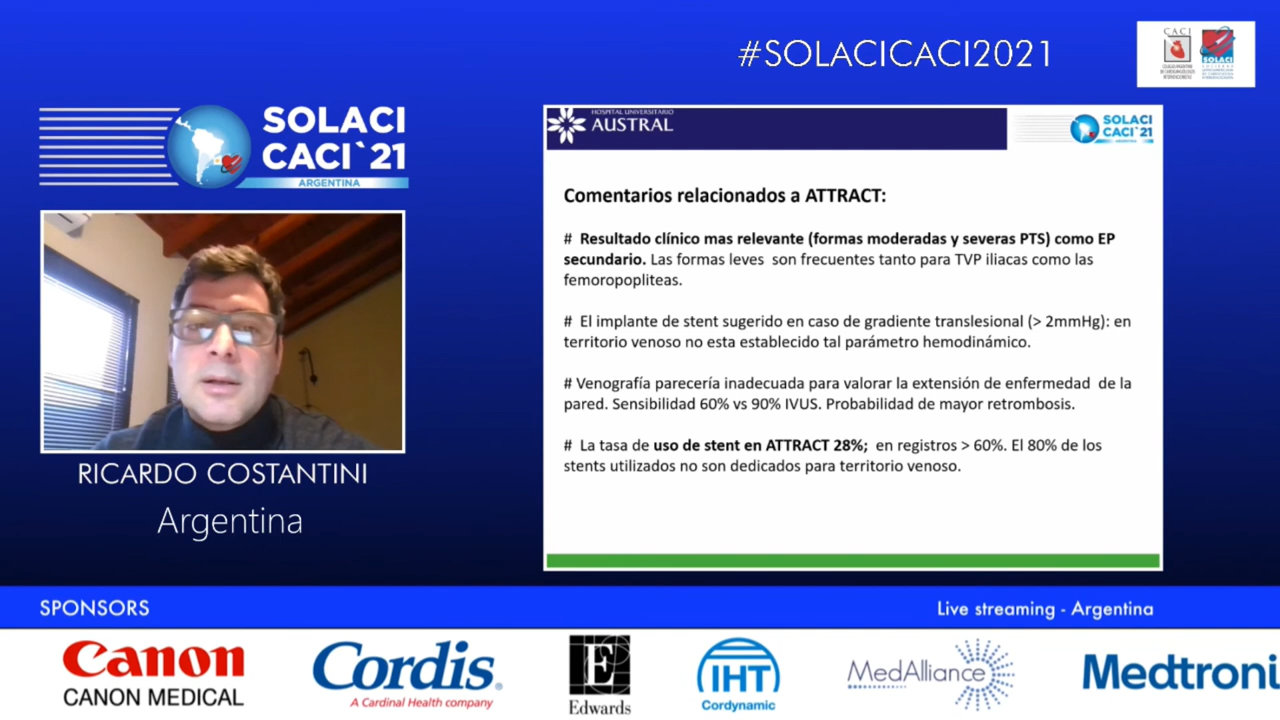 #SOLACICACI2021
CACI
SOLACI
SOLACI
CACI`21
ARGENTINA
RICARDO COSTANTINI
Argentina
HOSPITAL UNIVERSITARIO
AUSTRAL
SOLACI
CACI`21
ARGENTINA
Comentarios relacionados a ATTRACT:
# Resultado clínico mas relevante (formas moderadas y severas PTS) como EP
secundario. Las formas leves son frecuentes tanto para TVP iliacas como las
femoropopliteas.
# El implante de stent sugerido en caso de gradiente translesional (> 2mmHg): en
territorio venoso no esta establecido tal parámetro hemodinámico.
# Venografía parecería inadecuada para valorar la extensión de enfermedad de la
pared. Sensibilidad 60% vs 90% IVUS. Probabilidad de mayor retrombosis.
# La tasa de uso de stent en ATTRACT 28%; en registros > 60%. El 80% de los
stents utilizados no son dedicados para territorio venoso.
SPONSORS
Live streaming - Argentina
Canon
CANON MEDICAL
Cordis®
A Cardinal Health company
E
Edwards
IHT
Cordynamic
MedAlliance
Medtroni